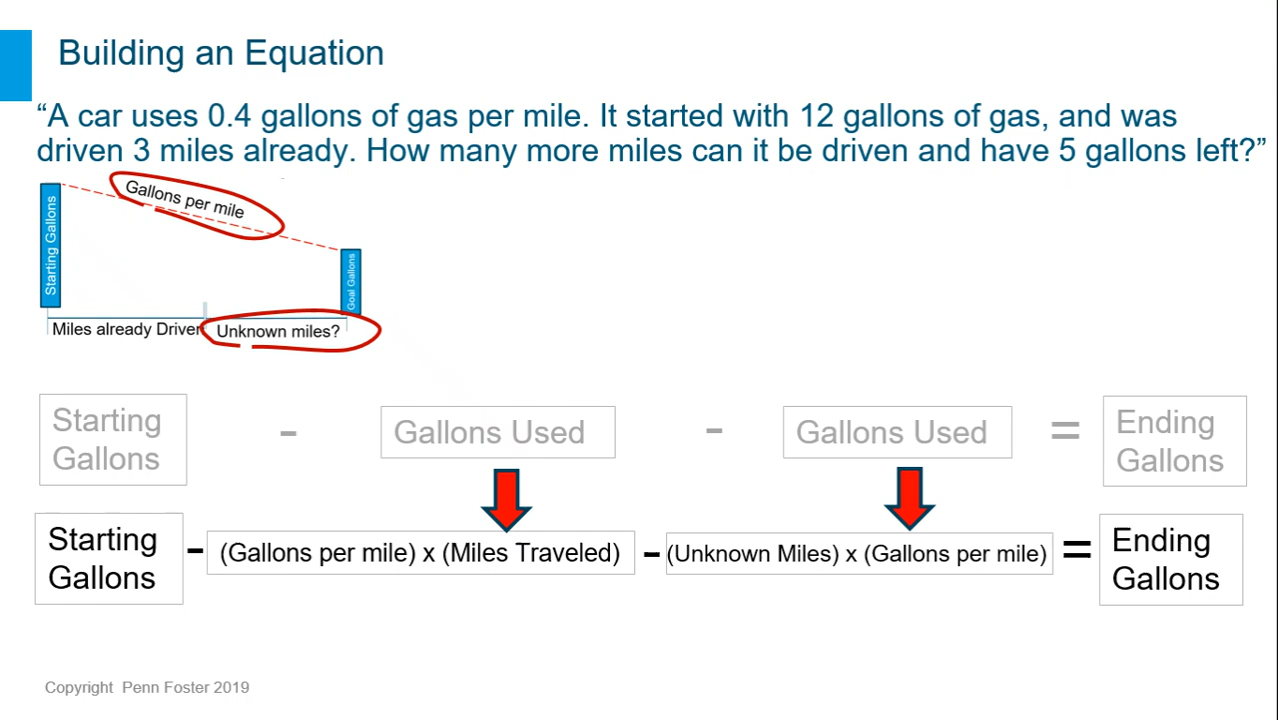 Building an Equation
“A car uses 0.4 gallons of gas per mile. It started with 12 gallons of gas, and was
driven 3 miles already. How many more miles can it be driven and have 5 gallons left?”
Gallons per mile
Starting Gallons
Goal Gallons
Miles already Driver
Unknown miles?
Starting
Gallons
-
Gallons Used
-
Gallons Used
=
Ending
Gallons
Starting
Gallons
-
(Gallons per mile) x (Miles Traveled)
-
(Unknown Miles) x (Gallons per mile)
=
Ending
Gallons
Copyright Penn Foster 2019